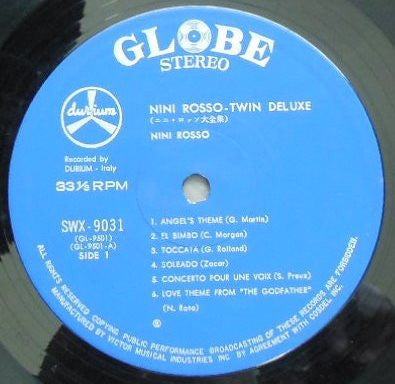 GLOBE
STEREO
durium
Recorded by
DURIUM - Italy
33 1/3 RPM
NINI ROSSO-TWIN DELUXE
(ニニ・ロッソ大全集)
NINI ROSSO
SWX-9031
(GL-9501)
(GL-9501-A)
SIDE 1
1. ANGEL'S THEME (G. Martin)
2. EL BIMBO (C. Morgan)
3. TOCCATA (G. Rolland)
4. SOLEADO (Zacar)
5. CONCERTO POUR UNE VOIX (S. Preux)
6. LOVE THEME FROM "THE GODFATHER"
(N. Rota)
ALL RIGHTS RESERVED COPYING PUBLIC PERFORMANCE BROADCASTING OF THESE RECORDS ARE FORBIDDEN.
MANUFACTURED BY VICTOR MUSICAL INDUSTRIES INC BY AGREEMENT WITH COSDEL INC.